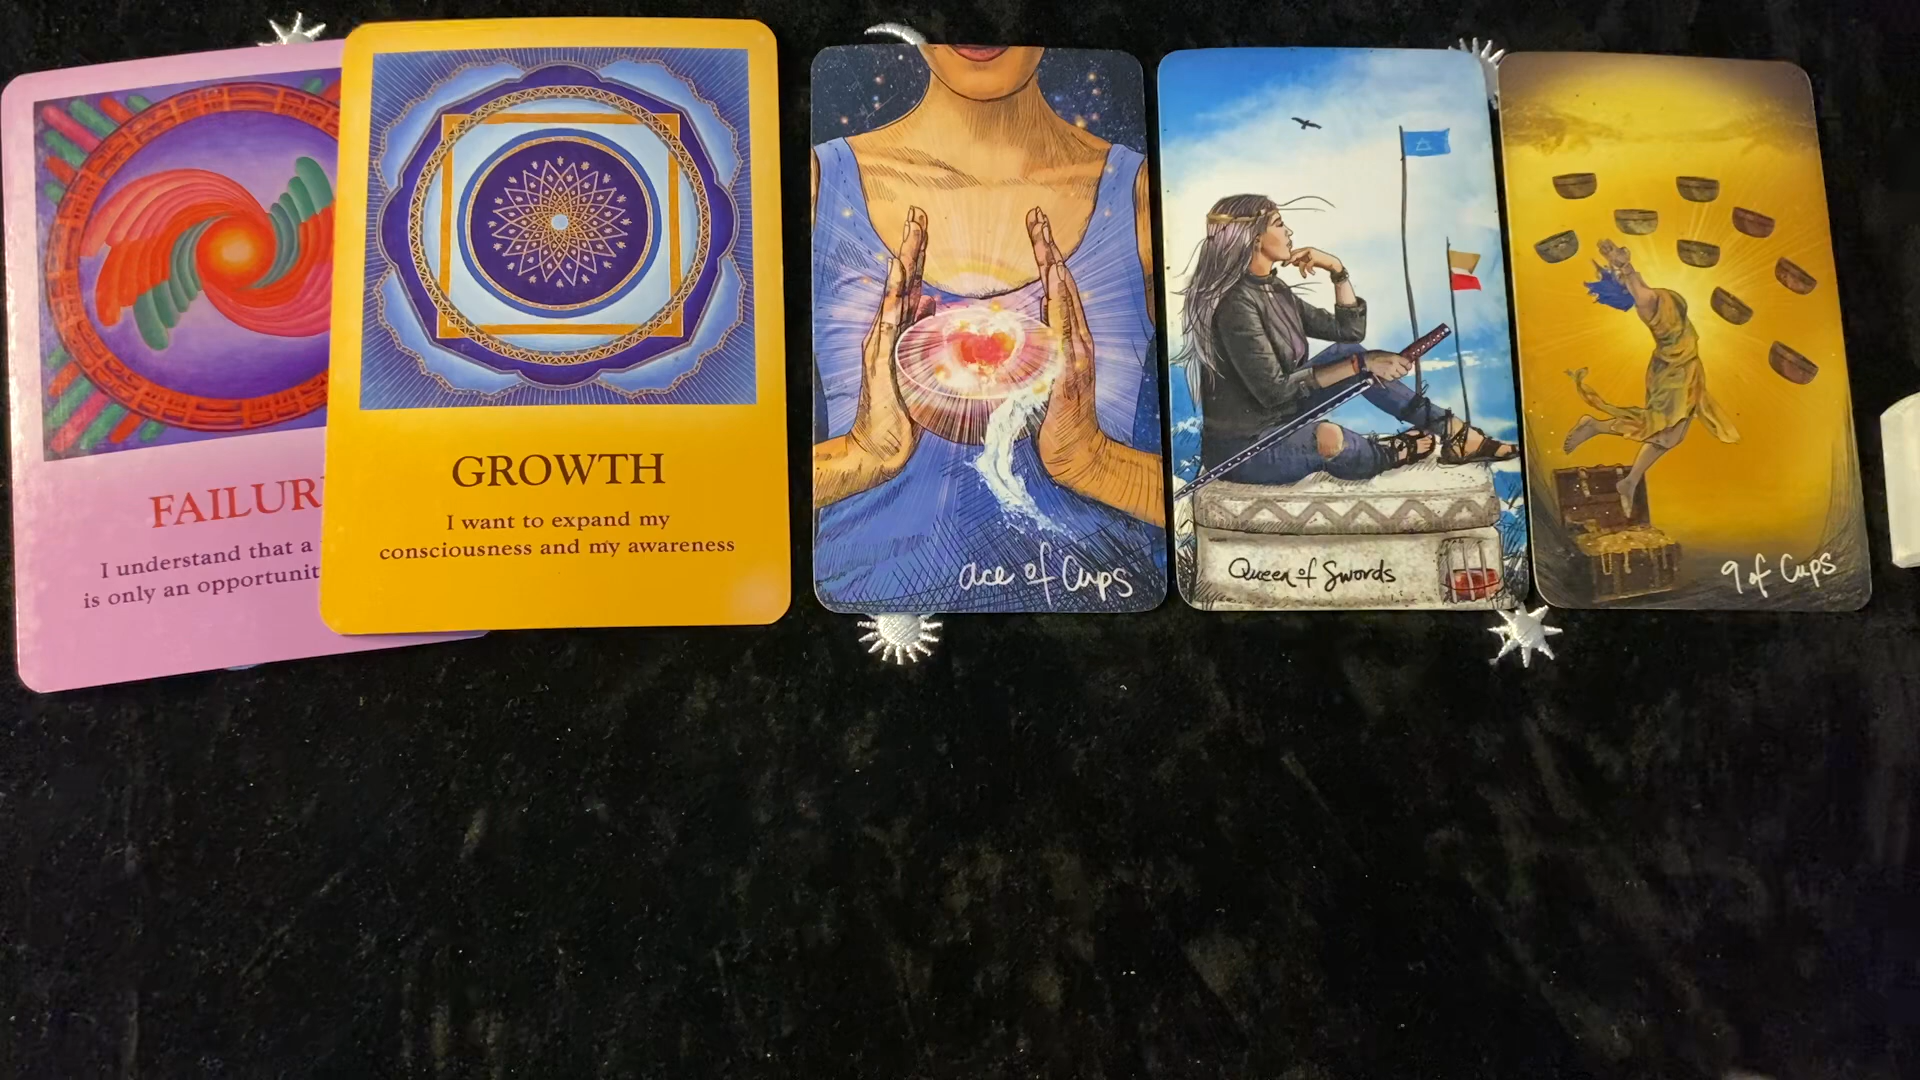 I understand that a
is only an opportunit
GROWTH
I want to expand my
consciousness and my awareness
ace of Cups
Queen of Swords
9 of Cups